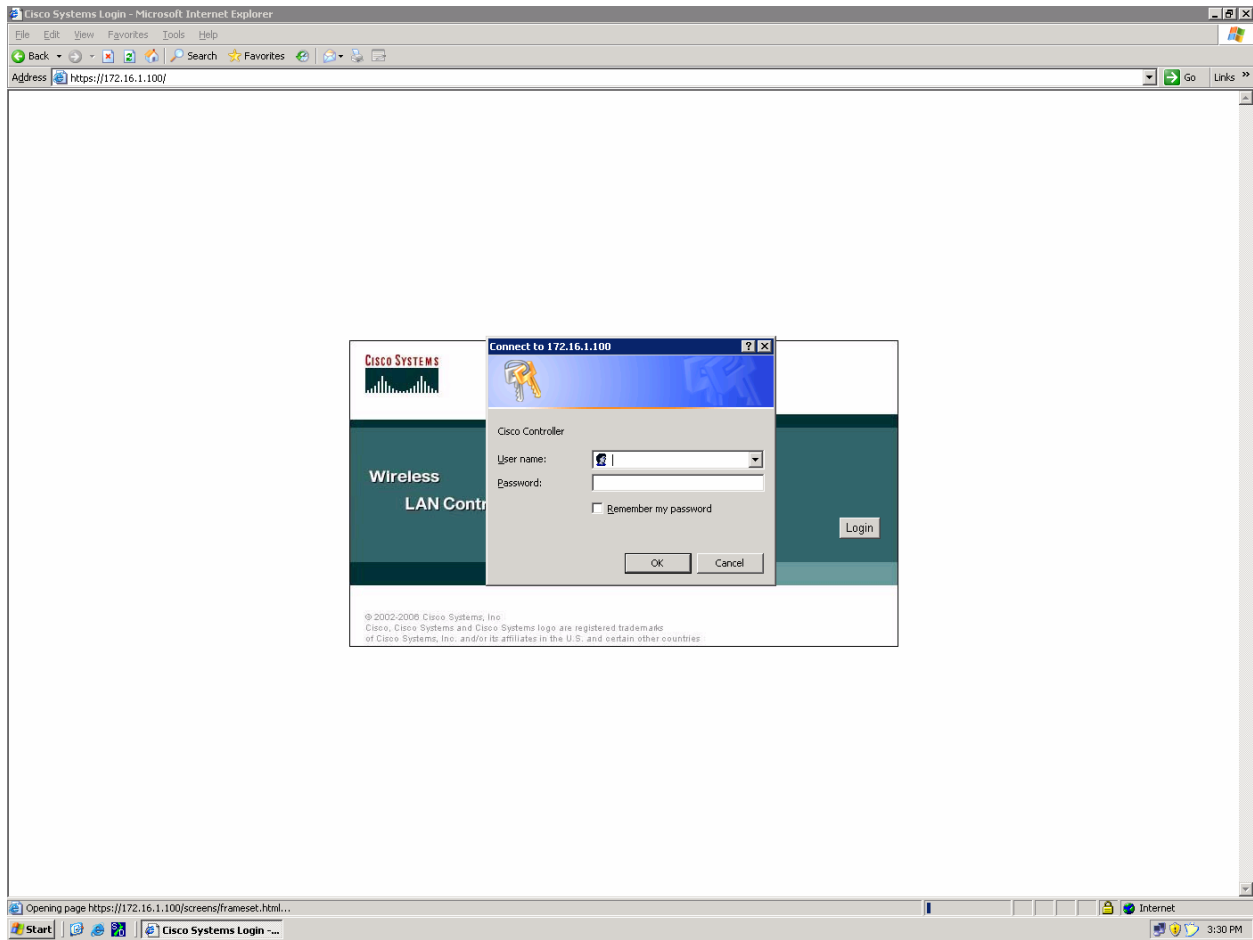 Cisco Systems Login - Microsoft Internet Explorer
File Edit View Favorites Tools Help
Back Search Favorites
Address https://172.16.1.100/ Go Links »
CISCO SYSTEMS
Connect to 172.16.1.100
Cisco Controller
User name:
Password:
Remember my password
OK Cancel
Wireless
LAN Contr
Login
© 2002-2006 Cisco Systems, Inc
Cisco, Cisco Systems and Cisco Systems logo are registered trademarks
of Cisco Systems, Inc. and/or its affiliates in the U.S. and certain other countries
Opening page https://172.16.1.100/screens/frameset.html... Internet
Start Cisco Systems Login -... 3:30 PM